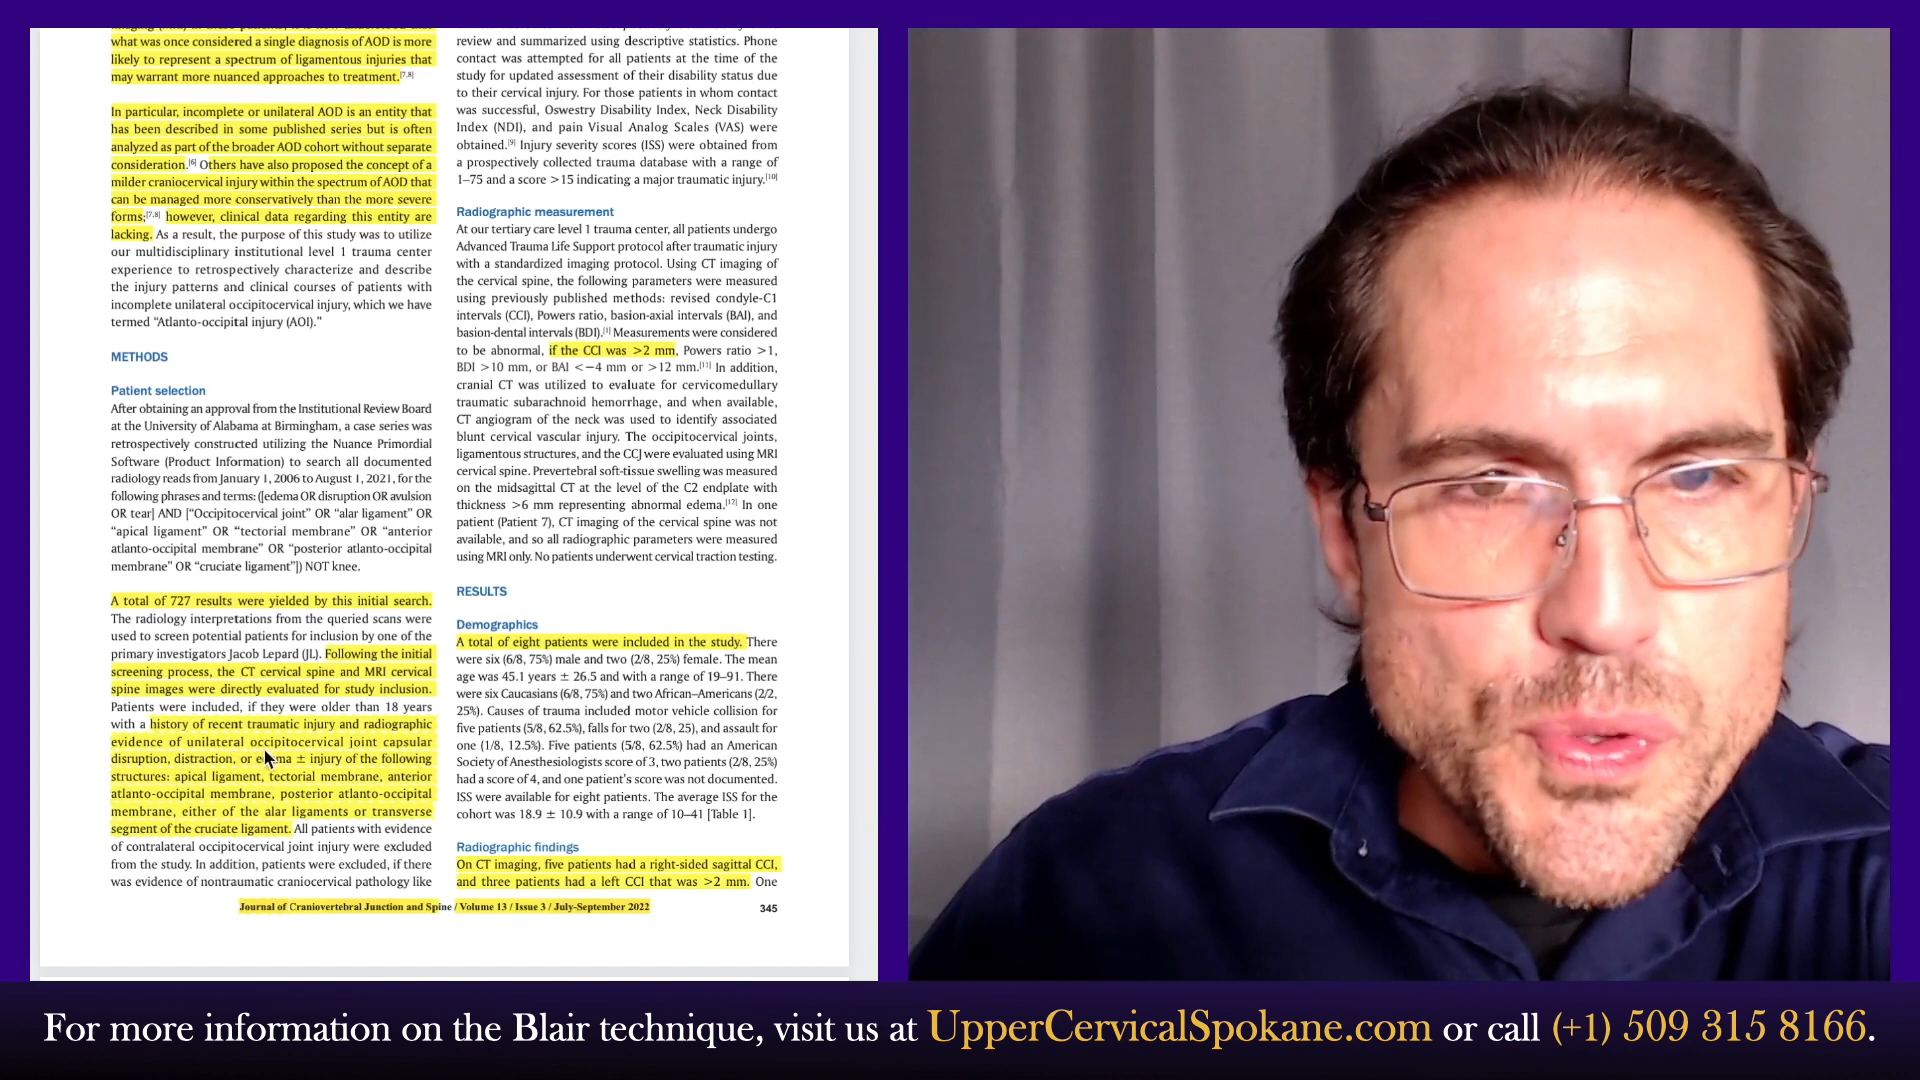 what was once considered a single diagnosis of AOD is more
likely to represent a spectrum of ligamentous injuries that
may warrant more nuanced approaches to treatment.[7,8]
In particular, incomplete or unilateral AOD is an entity that
has been described in some published series but is often
analyzed as part of the broader AOD cohort without separate
consideration.[6] Others have also proposed the concept of a
milder craniocervical injury within the spectrum of AOD that
can be managed more conservatively than the more severe
forms;[7,8] however, clinical data regarding this entity are
lacking. As a result, the purpose of this study was to utilize
our multidisciplinary institutional level 1 trauma center
experience to retrospectively characterize and describe
the injury patterns and clinical courses of patients with
incomplete unilateral occipitocervical injury, which we have
termed “Atlanto-occipital injury (AOI).”
METHODS
Patient selection
After obtaining an approval from the Institutional Review Board
at the University of Alabama at Birmingham, a case series was
retrospectively constructed utilizing the Nuance Primordial
Software (Product Information) to search all documented
radiology reads from January 1, 2006 to August 1, 2021, for the
following phrases and terms: ([edema OR disruption OR avulsion
OR tear] AND [“Occipitocervical joint” OR “alar ligament” OR
“apical ligament” OR “tectorial membrane” OR “anterior
atlanto-occipital membrane” OR “posterior atlanto-occipital
membrane” OR “cruciate ligament”]) NOT knee.
A total of 727 results were yielded by this initial search.
The radiology interpretations from the queried scans were
used to screen potential patients for inclusion by one of the
primary investigators Jacob Lepard (JL). Following the initial
screening process, the CT cervical spine and MRI cervical
spine images were directly evaluated for study inclusion.
Patients were included, if they were older than 18 years
with a history of recent traumatic injury and radiographic
evidence of unilateral occipitocervical joint capsular
disruption, distraction, or edema ± injury of the following
structures: apical ligament, tectorial membrane, anterior
atlanto-occipital membrane, posterior atlanto-occipital
membrane, either of the alar ligaments or transverse
segment of the cruciate ligament. All patients with evidence
of contralateral occipitocervical joint injury were excluded
from the study. In addition, patients were excluded, if there
was evidence of nontraumatic craniocervical pathology like
review and summarized using descriptive statistics. Phone
contact was attempted for all patients at the time of the
study for updated assessment of their disability status due
to their cervical injury. For those patients in whom contact
was successful, Oswestry Disability Index, Neck Disability
Index (NDI), and pain Visual Analog Scales (VAS) were
obtained.[9] Injury severity scores (ISS) were obtained from
a prospectively collected trauma database with a range of
1–75 and a score >15 indicating a major traumatic injury.[10]
Radiographic measurement
At our tertiary care level 1 trauma center, all patients undergo
Advanced Trauma Life Support protocol after traumatic injury
with a standardized imaging protocol. Using CT imaging of
the cervical spine, the following parameters were measured
using previously published methods: revised condyle-C1
intervals (CCI), Powers ratio, basion-axial intervals (BAI), and
basion-dental intervals (BDI).[1] Measurements were considered
to be abnormal, if the CCI was >2 mm, Powers ratio >1,
BDI >10 mm, or BAI <−4 mm or >12 mm.[11] In addition,
cranial CT was utilized to evaluate for cervicomedullary
traumatic subarachnoid hemorrhage, and when available,
CT angiogram of the neck was used to identify associated
blunt cervical vascular injury. The occipitocervical joints,
ligamentous structures, and the CCJ were evaluated using MRI
cervical spine. Prevertebral soft-tissue swelling was measured
on the midsagittal CT at the level of the C2 endplate with
thickness >6 mm representing abnormal edema.[12] In one
patient (Patient 7), CT imaging of the cervical spine was not
available, and so all radiographic parameters were measured
using MRI only. No patients underwent cervical traction testing.
RESULTS
Demographics
A total of eight patients were included in the study. There
were six (6/8, 75%) male and two (2/8, 25%) female. The mean
age was 45.1 years ± 26.5 and with a range of 19–91. There
were six Caucasians (6/8, 75%) and two African–Americans (2/2,
25%). Causes of trauma included motor vehicle collision for
five patients (5/8, 62.5%), falls for two (2/8, 25), and assault for
one (1/8, 12.5%). Five patients (5/8, 62.5%) had an American
Society of Anesthesiologists score of 3, two patients (2/8, 25%)
had a score of 4, and one patient’s score was not documented.
ISS were available for eight patients. The average ISS for the
cohort was 18.9 ± 10.9 with a range of 10–41 [Table 1].
Radiographic findings
On CT imaging, five patients had a right-sided sagittal CCI,
and three patients had a left CCI that was >2 mm. One
Journal of Craniovertebral Junction and Spine / Volume 13 / Issue 3 / July-September 2022
345
For more information on the Blair technique, visit us at UpperCervicalSpokane.com or call (+1) 509 315 8166.